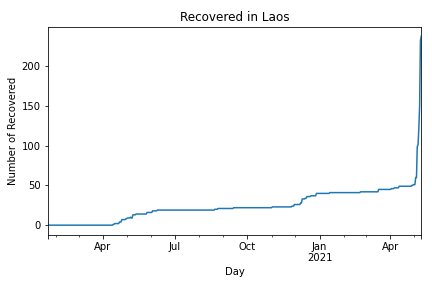 Recovered in Laos
Number of Recovered
200
150
100
50
0
Apr
Jul
Oct
Jan
2021
Apr
Day